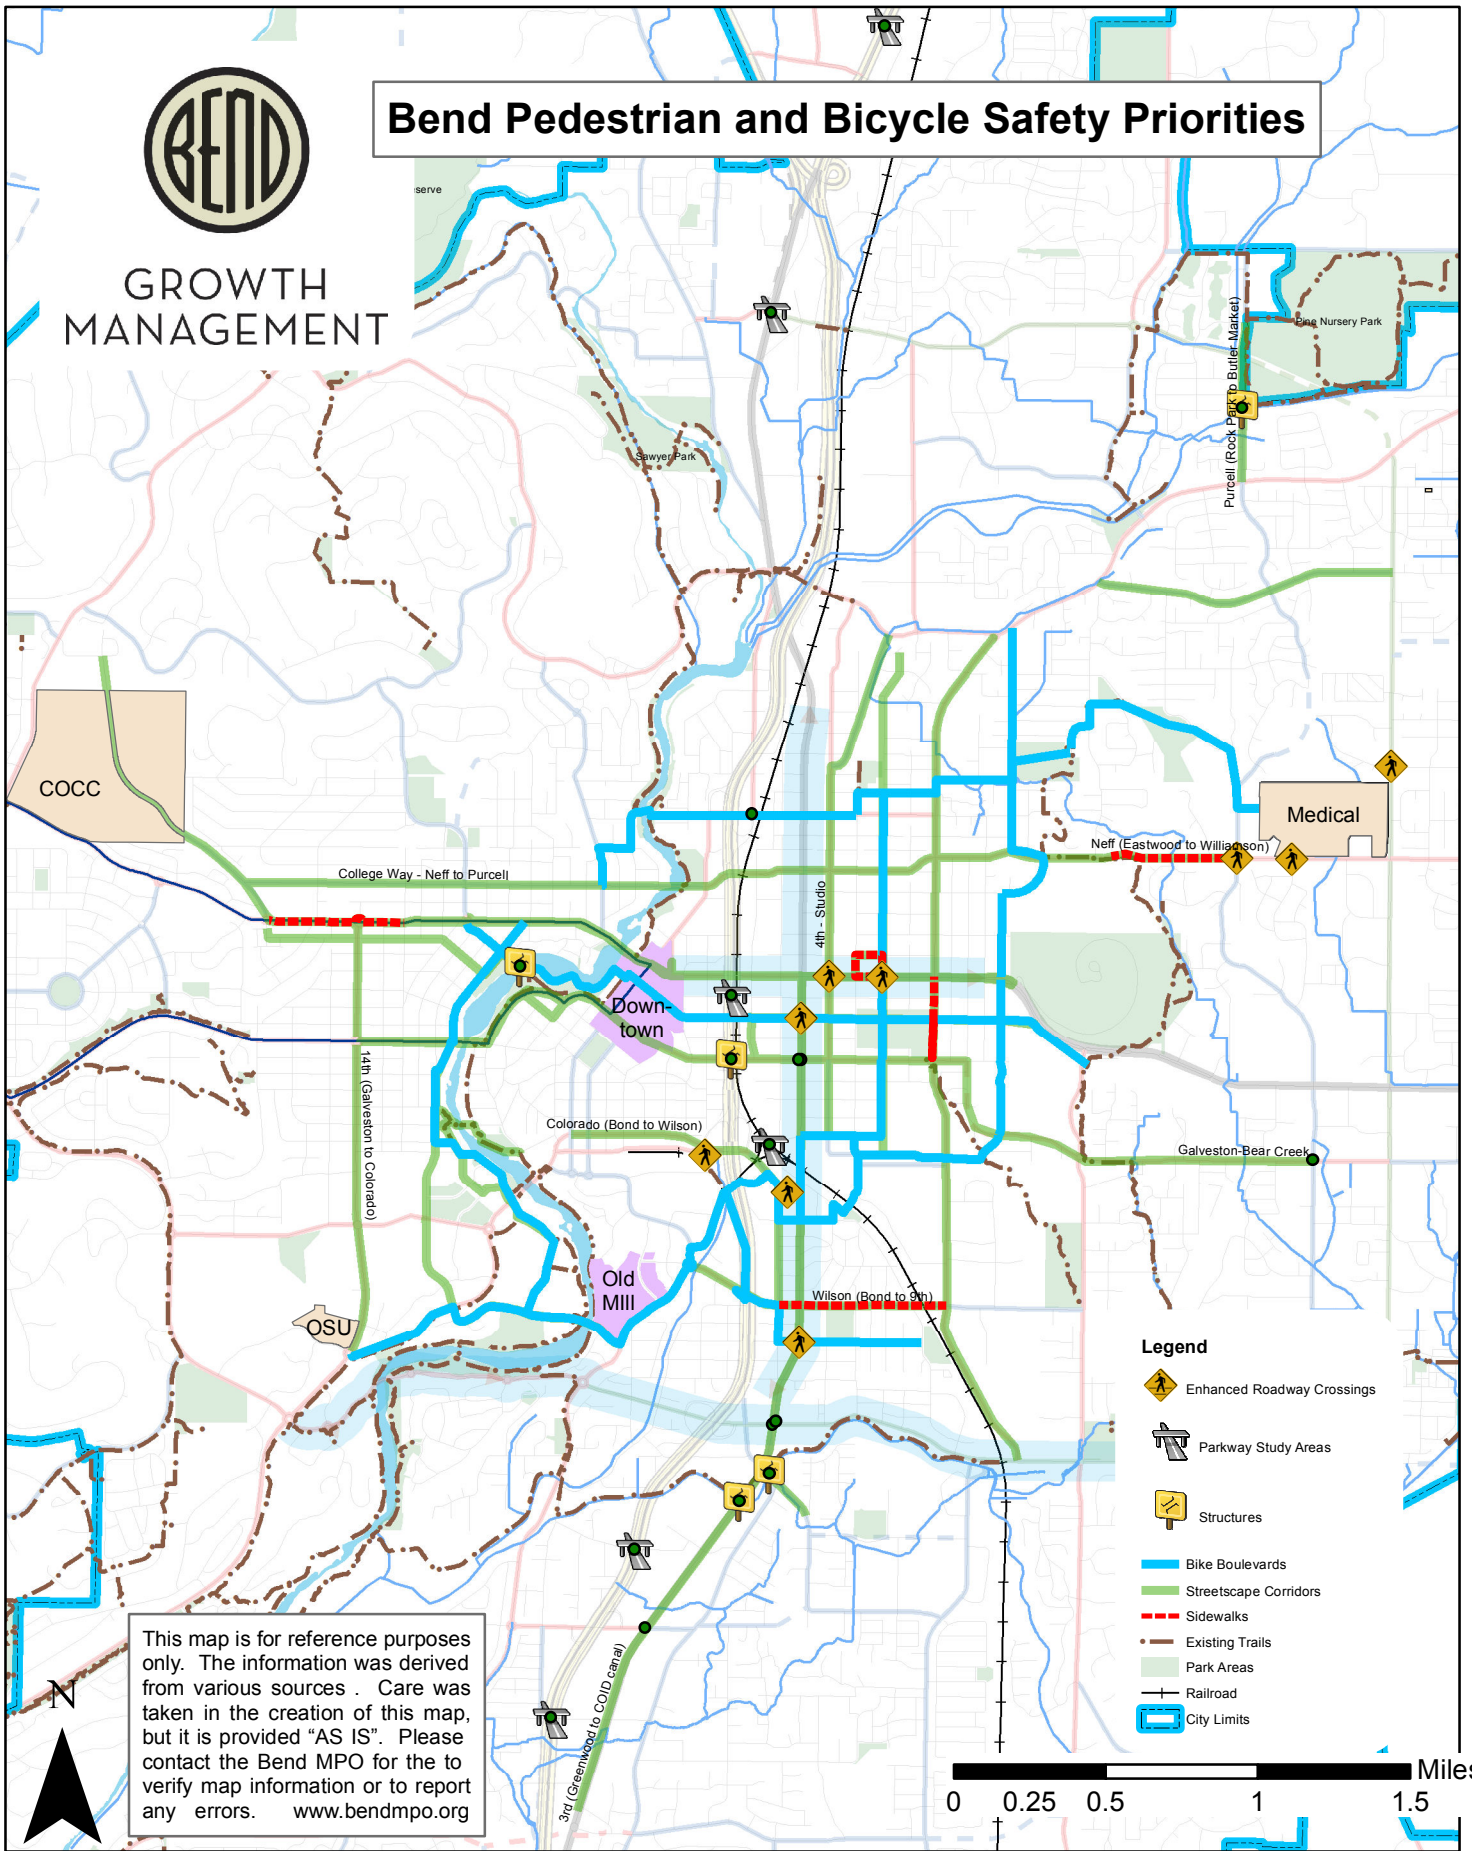 Bend Pedestrian and Bicycle Safety Priorities
BEND
GROWTH
MANAGEMENT
eserve
Pine Nursery Park
Purcell (Rock Park to Butler Market)
Sawyer Park
COCC
Medical
Neff (Eastwood to Williamson)
College Way - Neff to Purcell
4th - Studio
Down-
town
14th (Galveston to Colorado)
Colorado (Bond to Wilson)
Galveston-Bear Creek
Old
MIll
Wilson (Bond to 9th)
OSU
3rd (Greenwood to COID canal)
Legend
Enhanced Roadway Crossings
Parkway Study Areas
Structures
Bike Boulevards
Streetscape Corridors
Sidewalks
Existing Trails
Park Areas
Railroad
City Limits
This map is for reference purposes
only. The information was derived
from various sources . Care was
taken in the creation of this map,
but it is provided “AS IS”. Please
contact the Bend MPO for the to
verify map information or to report
any errors. www.bendmpo.org
N
Miles
0 0.25 0.5 1 1.5